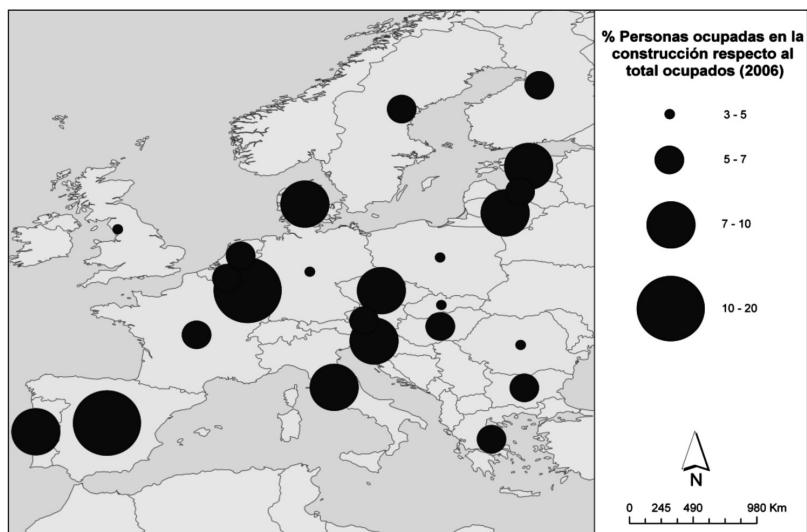 % Personas ocupadas en la
construcción respecto al
total ocupados (2006)
3 - 5
5 - 7
7 - 10
10 - 20
N
0 245 490 980 Km